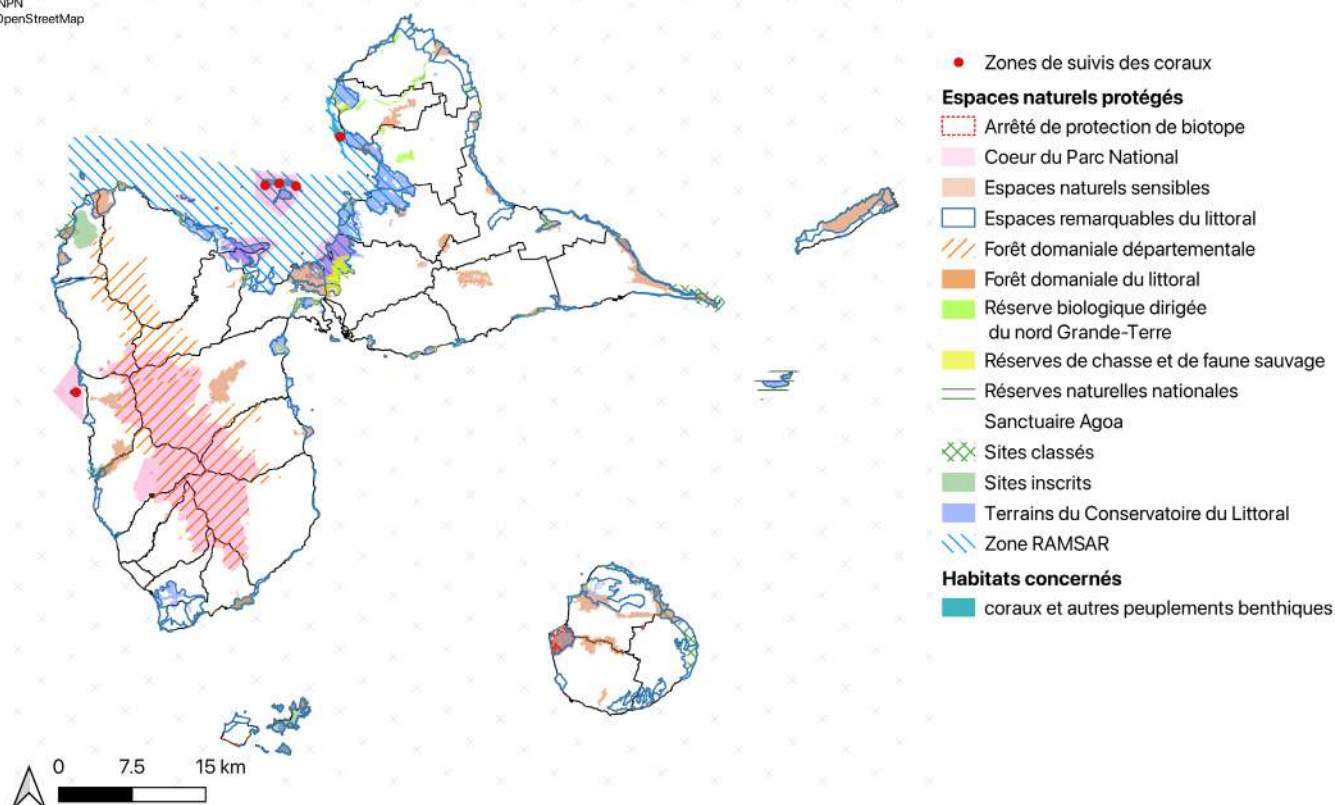 OpenStreetMap
Zones de suivis des coraux
Espaces naturels protégés
Arrêté de protection de biotope
Coeur du Parc National
Espaces naturels sensibles
Espaces remarquables du littoral
Forêt domaniale départementale
Forêt domaniale du littoral
Réserve biologique dirigée
du nord Grande-Terre
Réserves de chasse et de faune sauvage
Réserves naturelles nationales
Sanctuaire Agoa
Sites classés
Sites inscrits
Terrains du Conservatoire du Littoral
Zone RAMSAR
Habitats concernés
coraux et autres peuplements benthiques
0 7.5 15 km